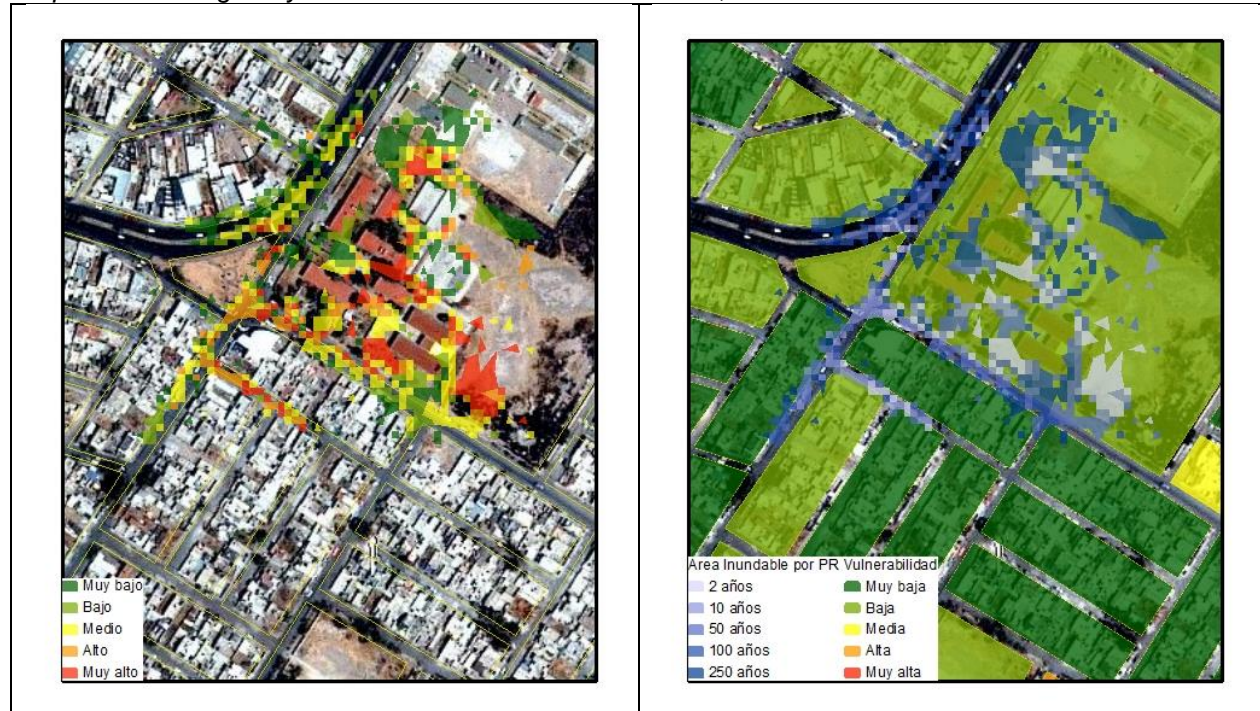 Muy bajo
Bajo
Medio
Alto
Muy alto
Area Inundable por PR Vulnerabilidad
2 años Muy baja
10 años Baja
50 años Media
100 años Alta
250 años Muy alta